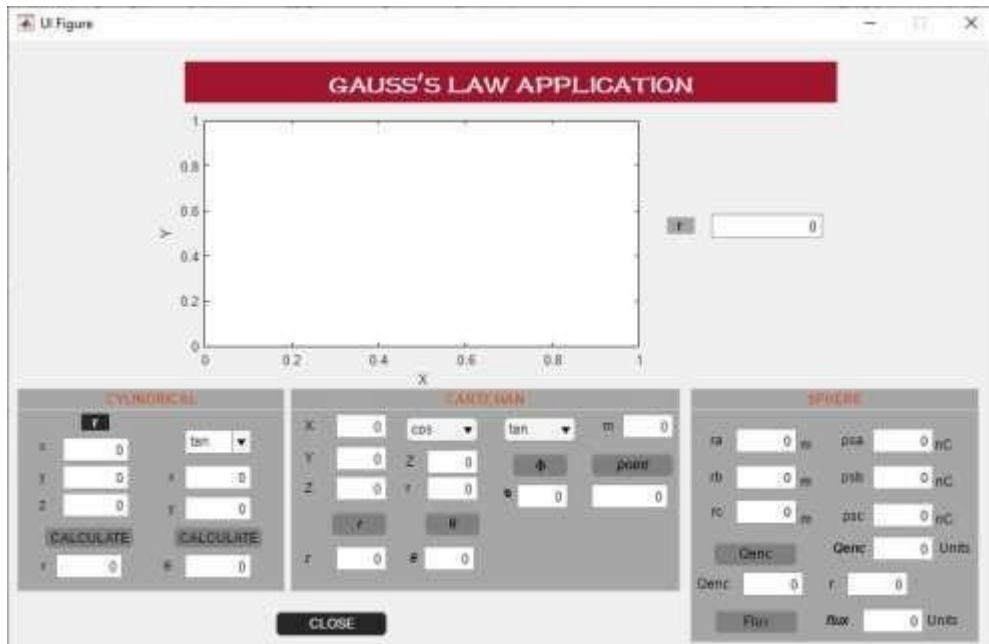 UI Figure
GAUSS'S LAW APPLICATION
1
0.8
0.6
0.4
0.2
0
Y
0 0.2 0.4 0.6 0.8 1
X
r 0
CYLINDRICAL
r
x 0
y 0
z 0
CALCULATE
r 0
tan
x 0
y 0
CALCULATE
θ 0
X 0
Y 0
Z 0
r
r 0
cos
Z 0
r 0
θ
θ 0
tan
Φ
0
m 0
point
0
SPHERE
ra 0 m psa 0 nC
rb 0 m psb 0 nC
rc 0 m psc 0 nC
Qenc Qenc 0 Units
Qenc 0 r 0
Flux flux 0 Units
CLOSE